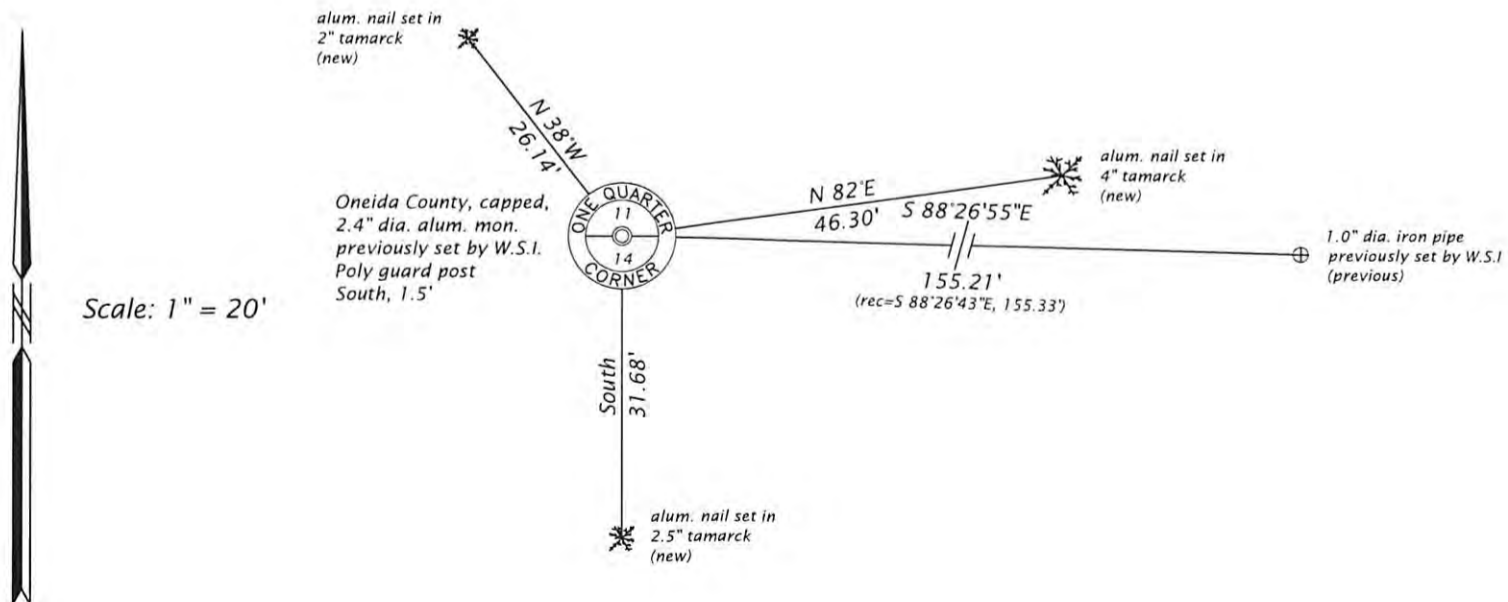 alum. nail set in
2" tamarck
(new)
N 38°W
26.14'
Oneida County, capped,
2.4" dia. alum. mon.
previously set by W.S.I.
Poly guard post
South, 1.5'
ONE QUARTER
11
14
CORNER
N 82°E
46.30'
alum. nail set in
4" tamarck
(new)
S 88°26'55"E
155.21'
(rec=S 88°26'43"E, 155.33')
1.0" dia. iron pipe
previously set by W.S.I
(previous)
Scale: 1" = 20'
South
31.68'
alum. nail set in
2.5" tamarck
(new)